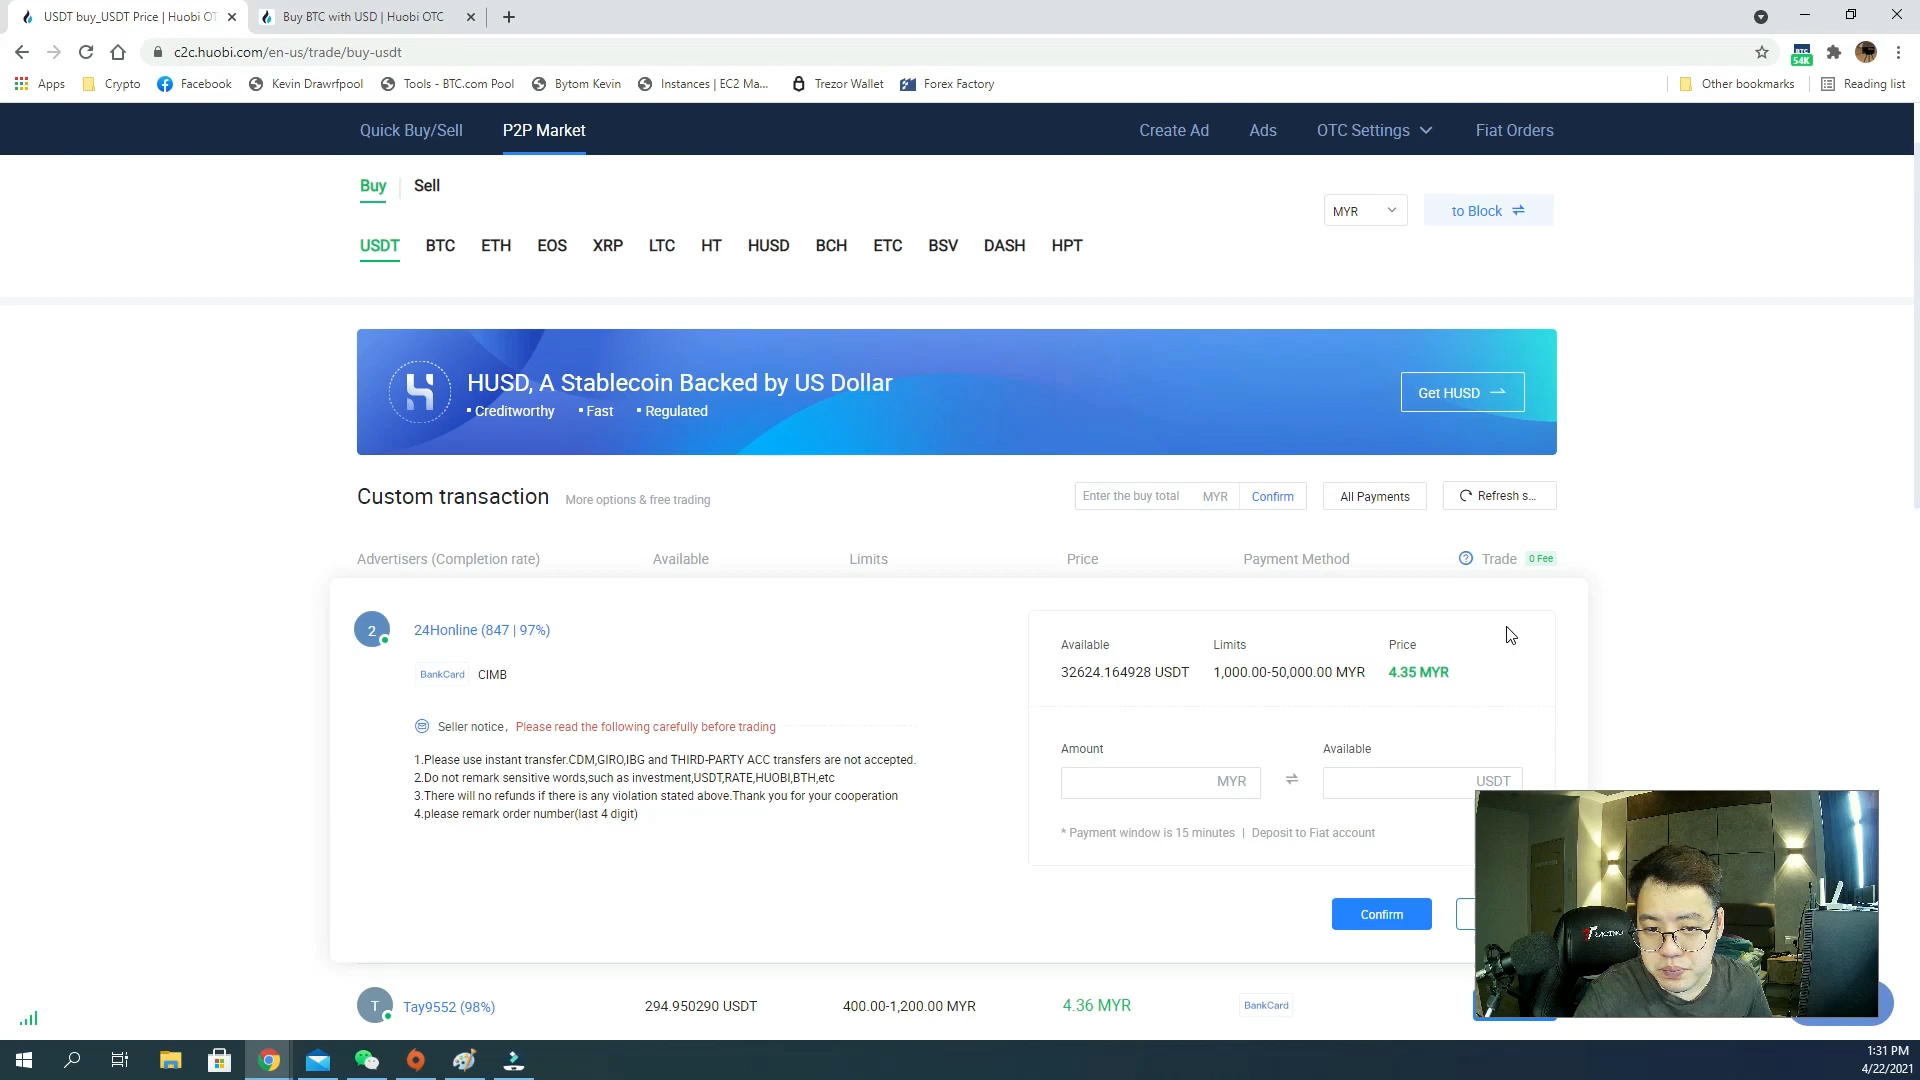 USDT buy_USDT Price | Huobi OT
Buy BTC with USD | Huobi OTC
c2c.huobi.com/en-us/trade/buy-usdt
BTC
54K
Apps
Crypto
Facebook
Kevin Drawrfpool
Tools - BTC.com Pool
Bytom Kevin
Instances | EC2 Ma...
Trezor Wallet
Forex Factory
Other bookmarks
Reading list
Quick Buy/Sell
P2P Market
Create Ad
Ads
OTC Settings
Fiat Orders
Buy
Sell
MYR
to Block
USDT
BTC
ETH
EOS
XRP
LTC
HT
HUSD
BCH
ETC
BSV
DASH
HPT
HUSD, A Stablecoin Backed by US Dollar
Creditworthy
Fast
Regulated
Get HUSD
Custom transaction
More options & free trading
Enter the buy total
MYR
Confirm
All Payments
Refresh s...
Advertisers (Completion rate)
Available
Limits
Price
Payment Method
Trade
0 Fee
2
24Honline (847 | 97%)
BankCard
CIMB
Seller notice,
Please read the following carefully before trading
1.Please use instant transfer.CDM,GIRO,IBG and THIRD-PARTY ACC transfers are not accepted.
2.Do not remark sensitive words,such as investment,USDT,RATE,HUOBI,BTH,etc
3.There will no refunds if there is any violation stated above.Thank you for your cooperation
4.please remark order number(last 4 digit)
Available
Limits
Price
32624.164928 USDT
1,000.00-50,000.00 MYR
4.35 MYR
Amount
Available
MYR
USDT
* Payment window is 15 minutes | Deposit to Fiat account
Confirm
T
Tay9552 (98%)
294.950290 USDT
400.00-1,200.00 MYR
4.36 MYR
BankCard
1:31 PM
4/22/2021